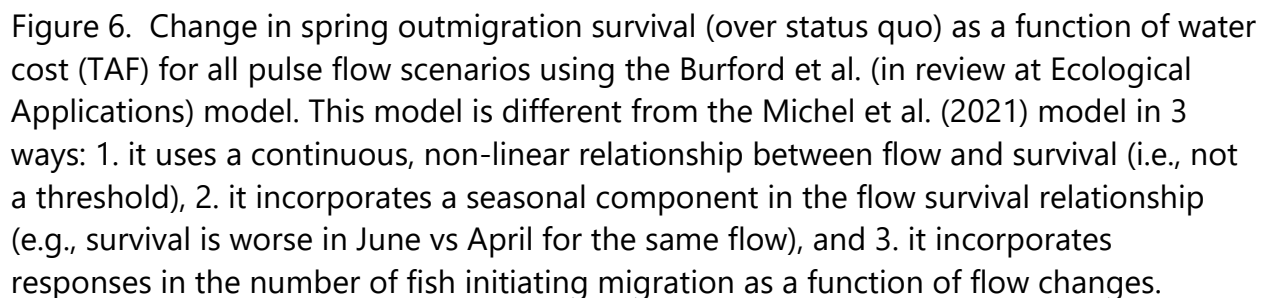 Figure 6.  Change in spring outmigration survival (over status quo) as a function of water
cost (TAF) for all pulse flow scenarios using the Burford et al. (in review at Ecological
Applications) model. This model is different from the Michel et al. (2021) model in 3
ways: 1. it uses a continuous, non-linear relationship between flow and survival (i.e., not
a threshold), 2. it incorporates a seasonal component in the flow survival relationship
(e.g., survival is worse in June vs April for the same flow), and 3. it incorporates
responses in the number of fish initiating migration as a function of flow changes.